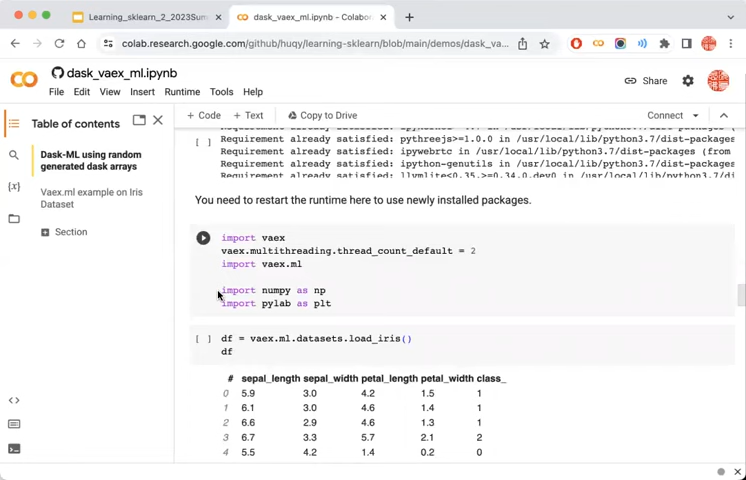 Learning_sklearn_2_2023Sum
dask_vaex_ml.ipynb - Colabor
colab.research.google.com/github/huqy/learning-sklearn/blob/main/demos/dask_va...
CO
dask_vaex_ml.ipynb
File Edit View Insert Runtime Tools Help
Share
Table of contents
+ Code + Text Copy to Drive
Connect
Dask-ML using random
generated dask arrays
Vaex.ml example on Iris
Dataset
Section
{x}
[ ]
Requirement already satisfied: pythreejs>=1.0.0 in /usr/local/lib/python3.7/dist-packages
Requirement already satisfied: ipywebrtc in /usr/local/lib/python3.7/dist-packages (from
Requirement already satisfied: ipython-genutils in /usr/local/lib/python3.7/dist-packages
You need to restart the runtime here to use newly installed packages.
import vaex
vaex.multithreading.thread_count_default = 2
import vaex.ml
import numpy as np
import pylab as plt
[ ] df = vaex.ml.datasets.load_iris()
df
# sepal_length sepal_width petal_length petal_width class_
0 5.9 3.0 4.2 1.5 1
1 6.1 3.0 4.6 1.4 1
2 6.6 2.9 4.6 1.3 1
3 6.7 3.3 5.7 2.1 2
4 5.5 4.2 1.4 0.2 0